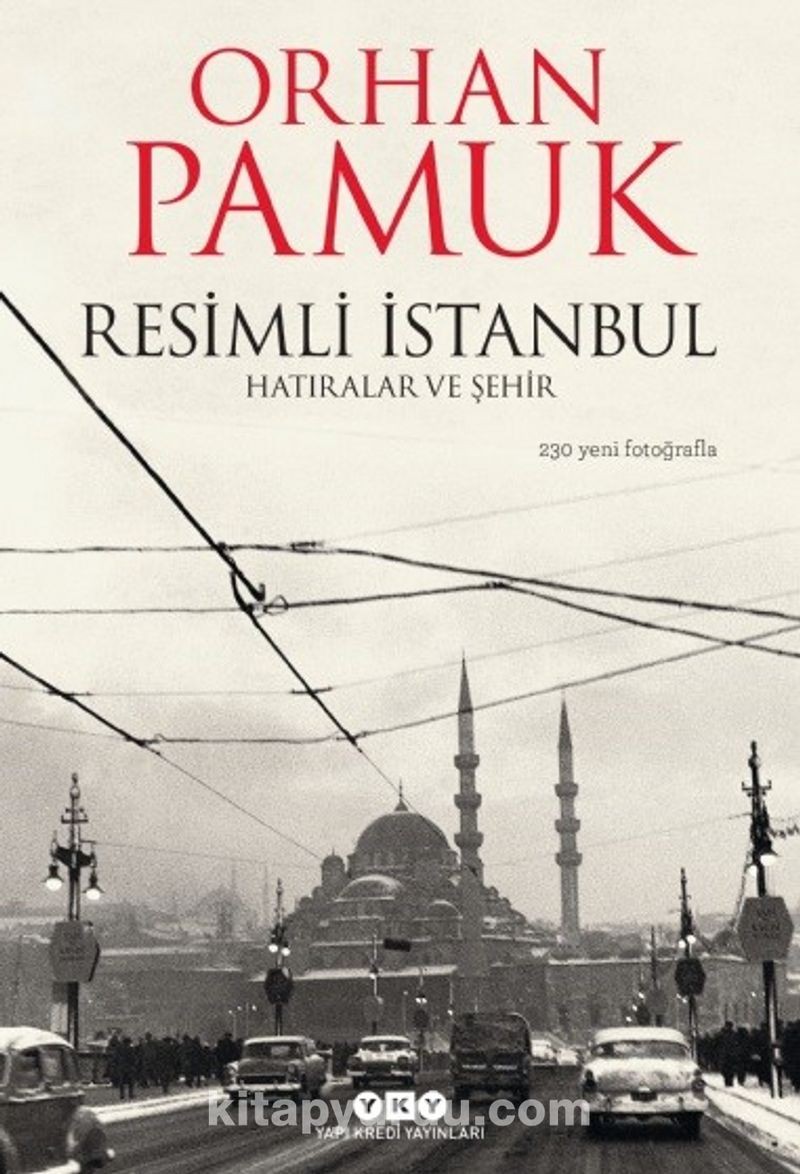 ORHAN
PAMUK
RESİMLİ İSTANBUL
HATIRALAR VE ŞEHİR
230 yeni fotoğrafla
YKY
kitapyurdu.com
YAPI KREDİ YAYINLARI